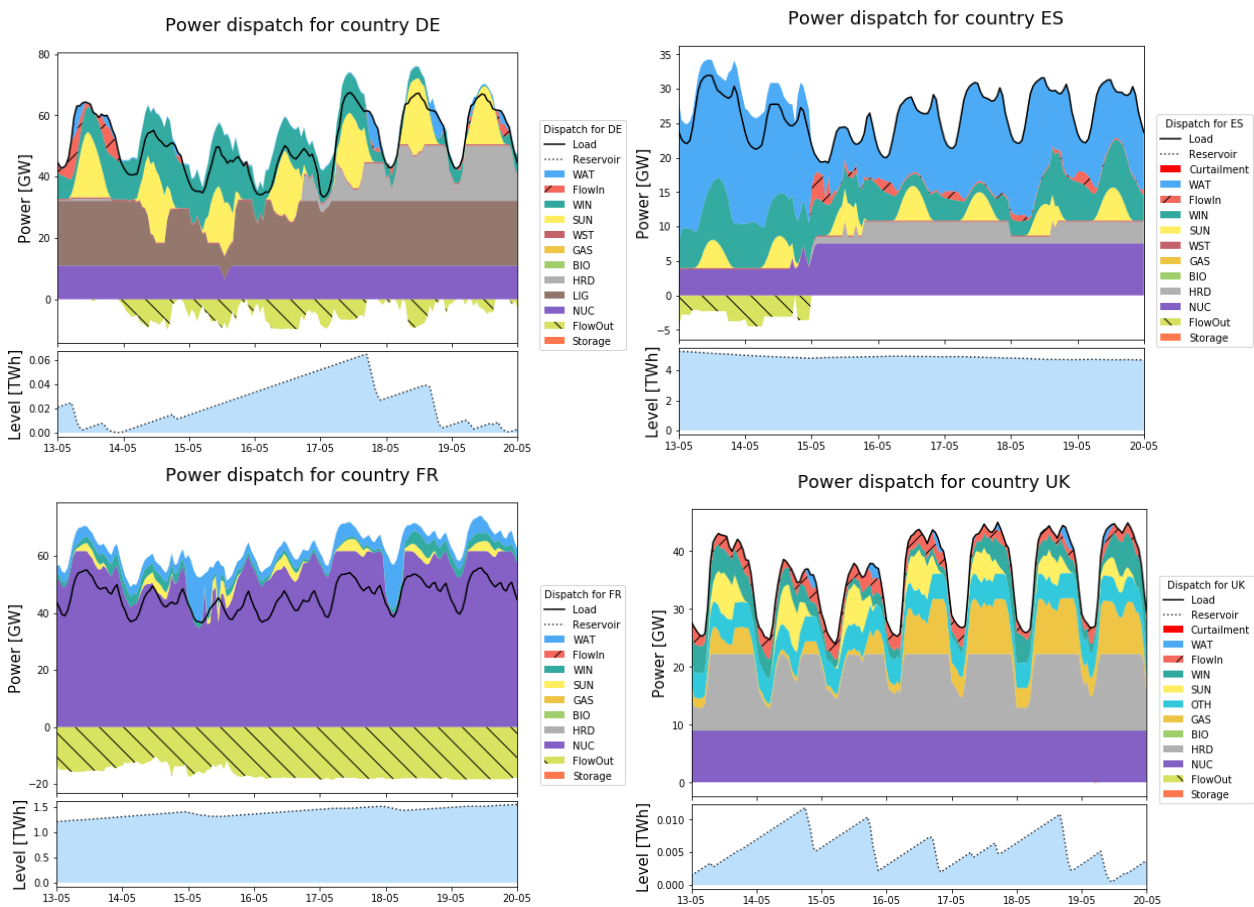 Power dispatch for country DE
Power [GW]
80
60
40
20
0
Dispatch for DE
Load
Reservoir
WAT
FlowIn
WIN
SUN
WST
GAS
BIO
HRD
LIG
NUC
FlowOut
Storage
Level [TWh]
0.06
0.04
0.02
0.00
13-05 14-05 15-05 16-05 17-05 18-05 19-05 20-05
Power dispatch for country ES
Power [GW]
35
30
25
20
15
10
5
0
−5
Dispatch for ES
Load
Reservoir
Curtailment
WAT
FlowIn
WIN
SUN
WST
GAS
BIO
HRD
NUC
FlowOut
Storage
Level [TWh]
4
2
0
13-05 14-05 15-05 16-05 17-05 18-05 19-05 20-05
Power dispatch for country FR
Power [GW]
60
40
20
0
−20
Dispatch for FR
Load
Reservoir
WAT
FlowIn
WIN
SUN
GAS
BIO
HRD
NUC
FlowOut
Storage
Level [TWh]
1.5
1.0
0.5
0.0
13-05 14-05 15-05 16-05 17-05 18-05 19-05 20-05
Power dispatch for country UK
Power [GW]
40
30
20
10
0
Dispatch for UK
Load
Reservoir
Curtailment
WAT
FlowIn
WIN
SUN
OTH
GAS
BIO
HRD
NUC
FlowOut
Storage
Level [TWh]
0.010
0.005
0.000
13-05 14-05 15-05 16-05 17-05 18-05 19-05 20-05